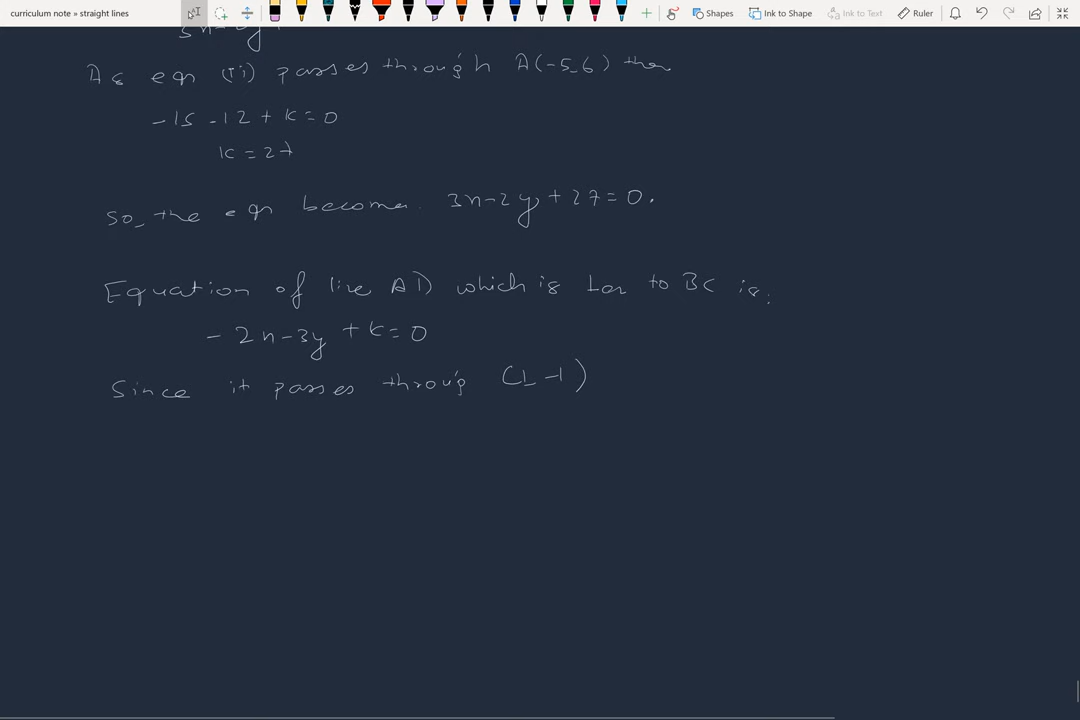 curriculum note » straight lines
Shapes Ink to Shape Ink to Text Ruler
As eqn (ii) passes through A(-5,6) then
-15 -12 + k = 0
k = 27
So, the eqn become. 3x-2y+27=0.
Equation of line AD which is Lar to BC is:
- 2x-3y + k = 0
Since it passes throug (1,-1)